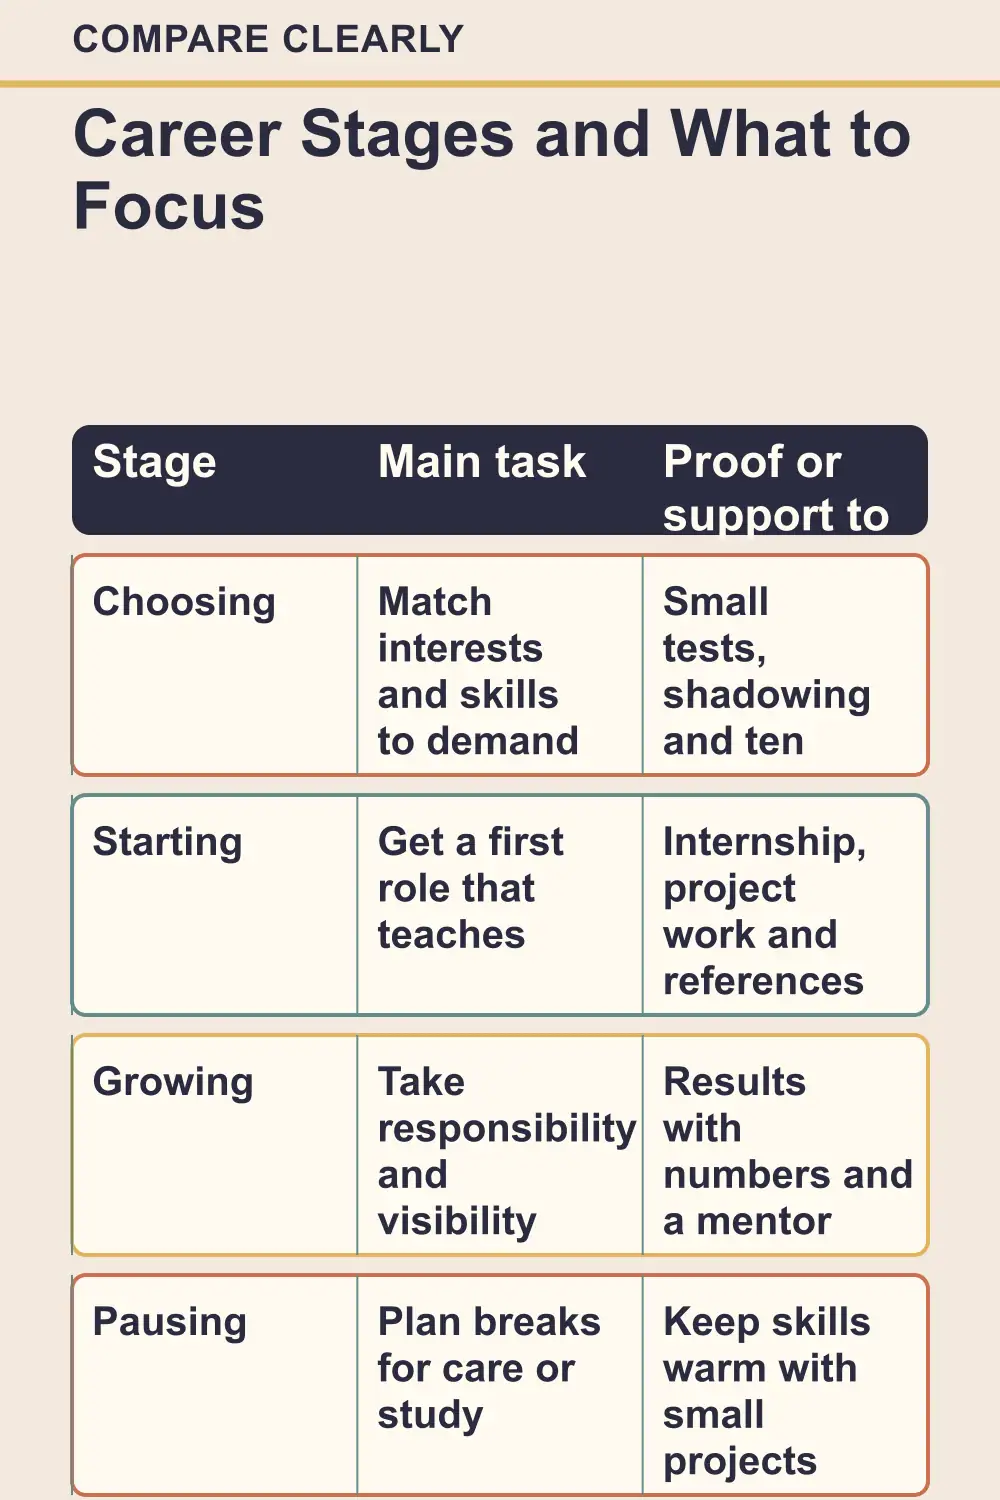 COMPARE CLEARLY
Career Stages and What to
Focus
Stage
Main task
Proof or
support to
Choosing
Match
interests
and skills
to demand
Small
tests,
shadowing
and ten
Starting
Get a first
role that
teaches
Internship,
project
work and
references
Growing
Take
responsibility
and
visibility
Results
with
numbers and
a mentor
Pausing
Plan breaks
for care or
study
Keep skills
warm with
small
projects